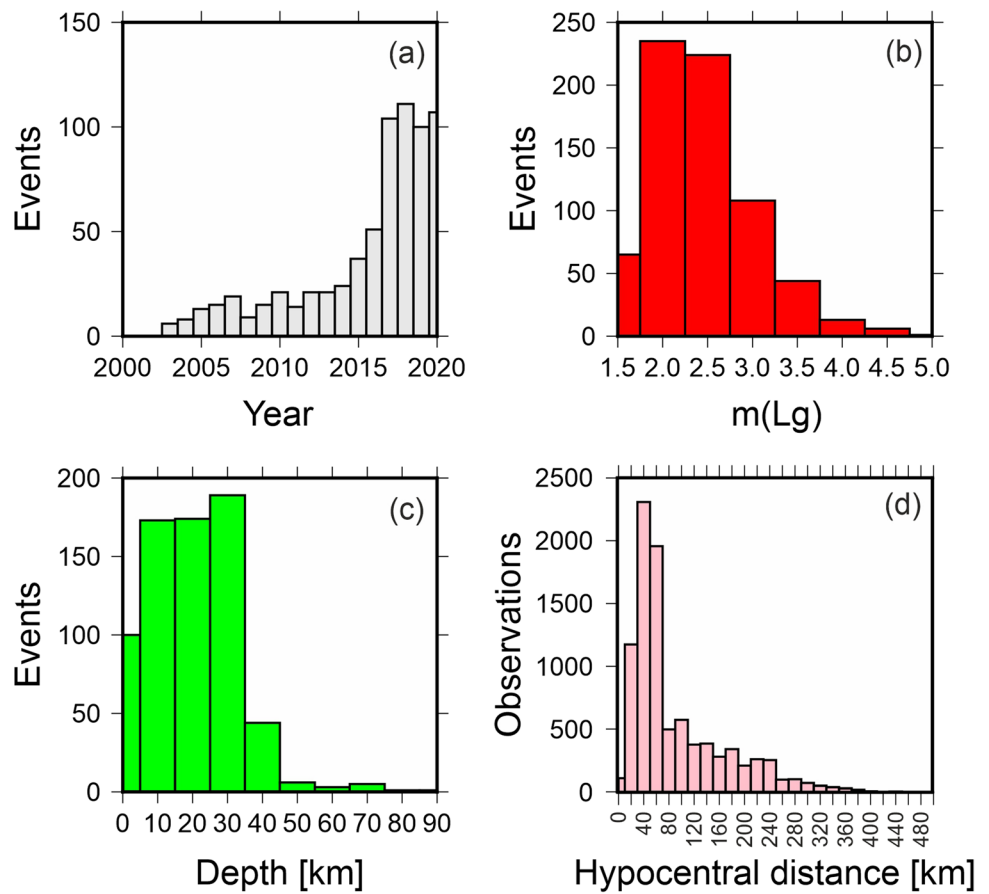 (a)
Events
150
100
50
0
2000 2005 2010 2015 2020
Year
(b)
Events
250
200
150
100
50
0
1.5 2.0 2.5 3.0 3.5 4.0 4.5 5.0
m(Lg)
(c)
Events
200
150
100
50
0
0 10 20 30 40 50 60 70 80 90
Depth [km]
(d)
Observations
2500
2000
1500
1000
500
0
0 40 80 120 160 200 240 280 320 360 400 440 480
Hypocentral distance [km]